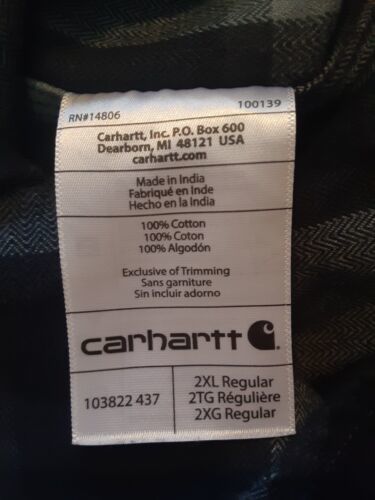 RN#14806 100139
Carhartt, Inc. P.O. Box 600
Dearborn, MI 48121 USA
carhartt.com
Made in India
Fabriqué en Inde
Hecho en la India
100% Cotton
100% Coton
100% Algodón
Exclusive of Trimming
Sans garniture
Sin incluir adorno
carhartt
103822 437
2XL Regular
2TG Régulière
2XG Regular